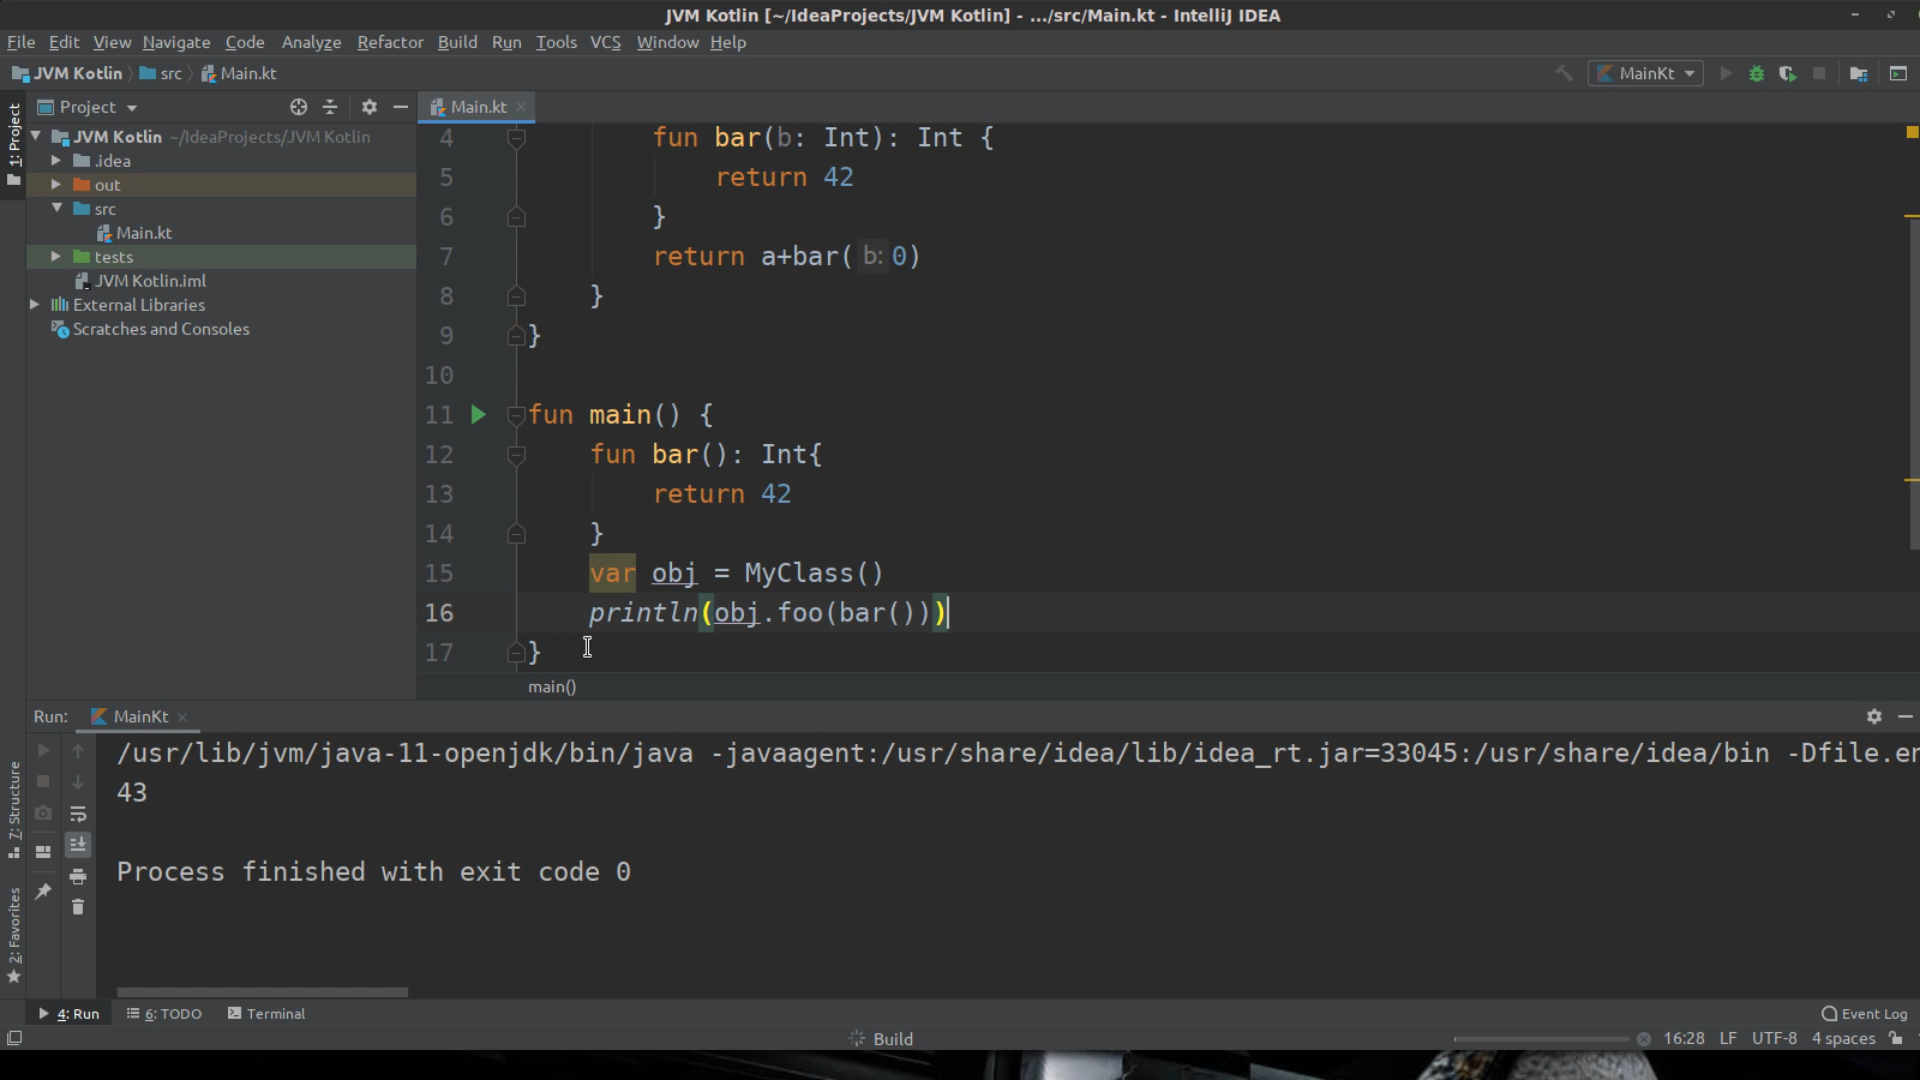 JVM Kotlin [~/IdeaProjects/JVM Kotlin] - .../src/Main.kt - IntelliJ IDEA
File Edit View Navigate Code Analyze Refactor Build Run Tools VCS Window Help
JVM Kotlin src Main.kt MainKt
1: Project
Project
Main.kt
JVM Kotlin ~/IdeaProjects/JVM Kotlin
.idea
out
src
Main.kt
tests
JVM Kotlin.iml
External Libraries
Scratches and Consoles
4 fun bar(b: Int): Int {
5 return 42
6 }
7 return a+bar( b: 0)
8 }
9 }
10
11 fun main() {
12 fun bar(): Int{
13 return 42
14 }
15 var obj = MyClass()
16 println(obj.foo(bar()))
17 }
main()
Run: MainKt
/usr/lib/jvm/java-11-openjdk/bin/java -javaagent:/usr/share/idea/lib/idea_rt.jar=33045:/usr/share/idea/bin -Dfile.en
43
Process finished with exit code 0
7: Structure
2: Favorites
4: Run 6: TODO Terminal Event Log
Build 16:28 LF UTF-8 4 spaces